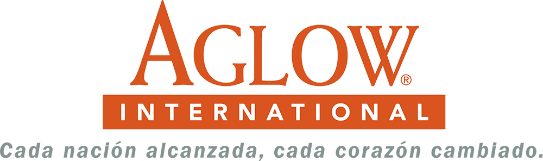 AGLOW®
INTERNATIONAL
Cada nación alcanzada, cada corazón cambiado.